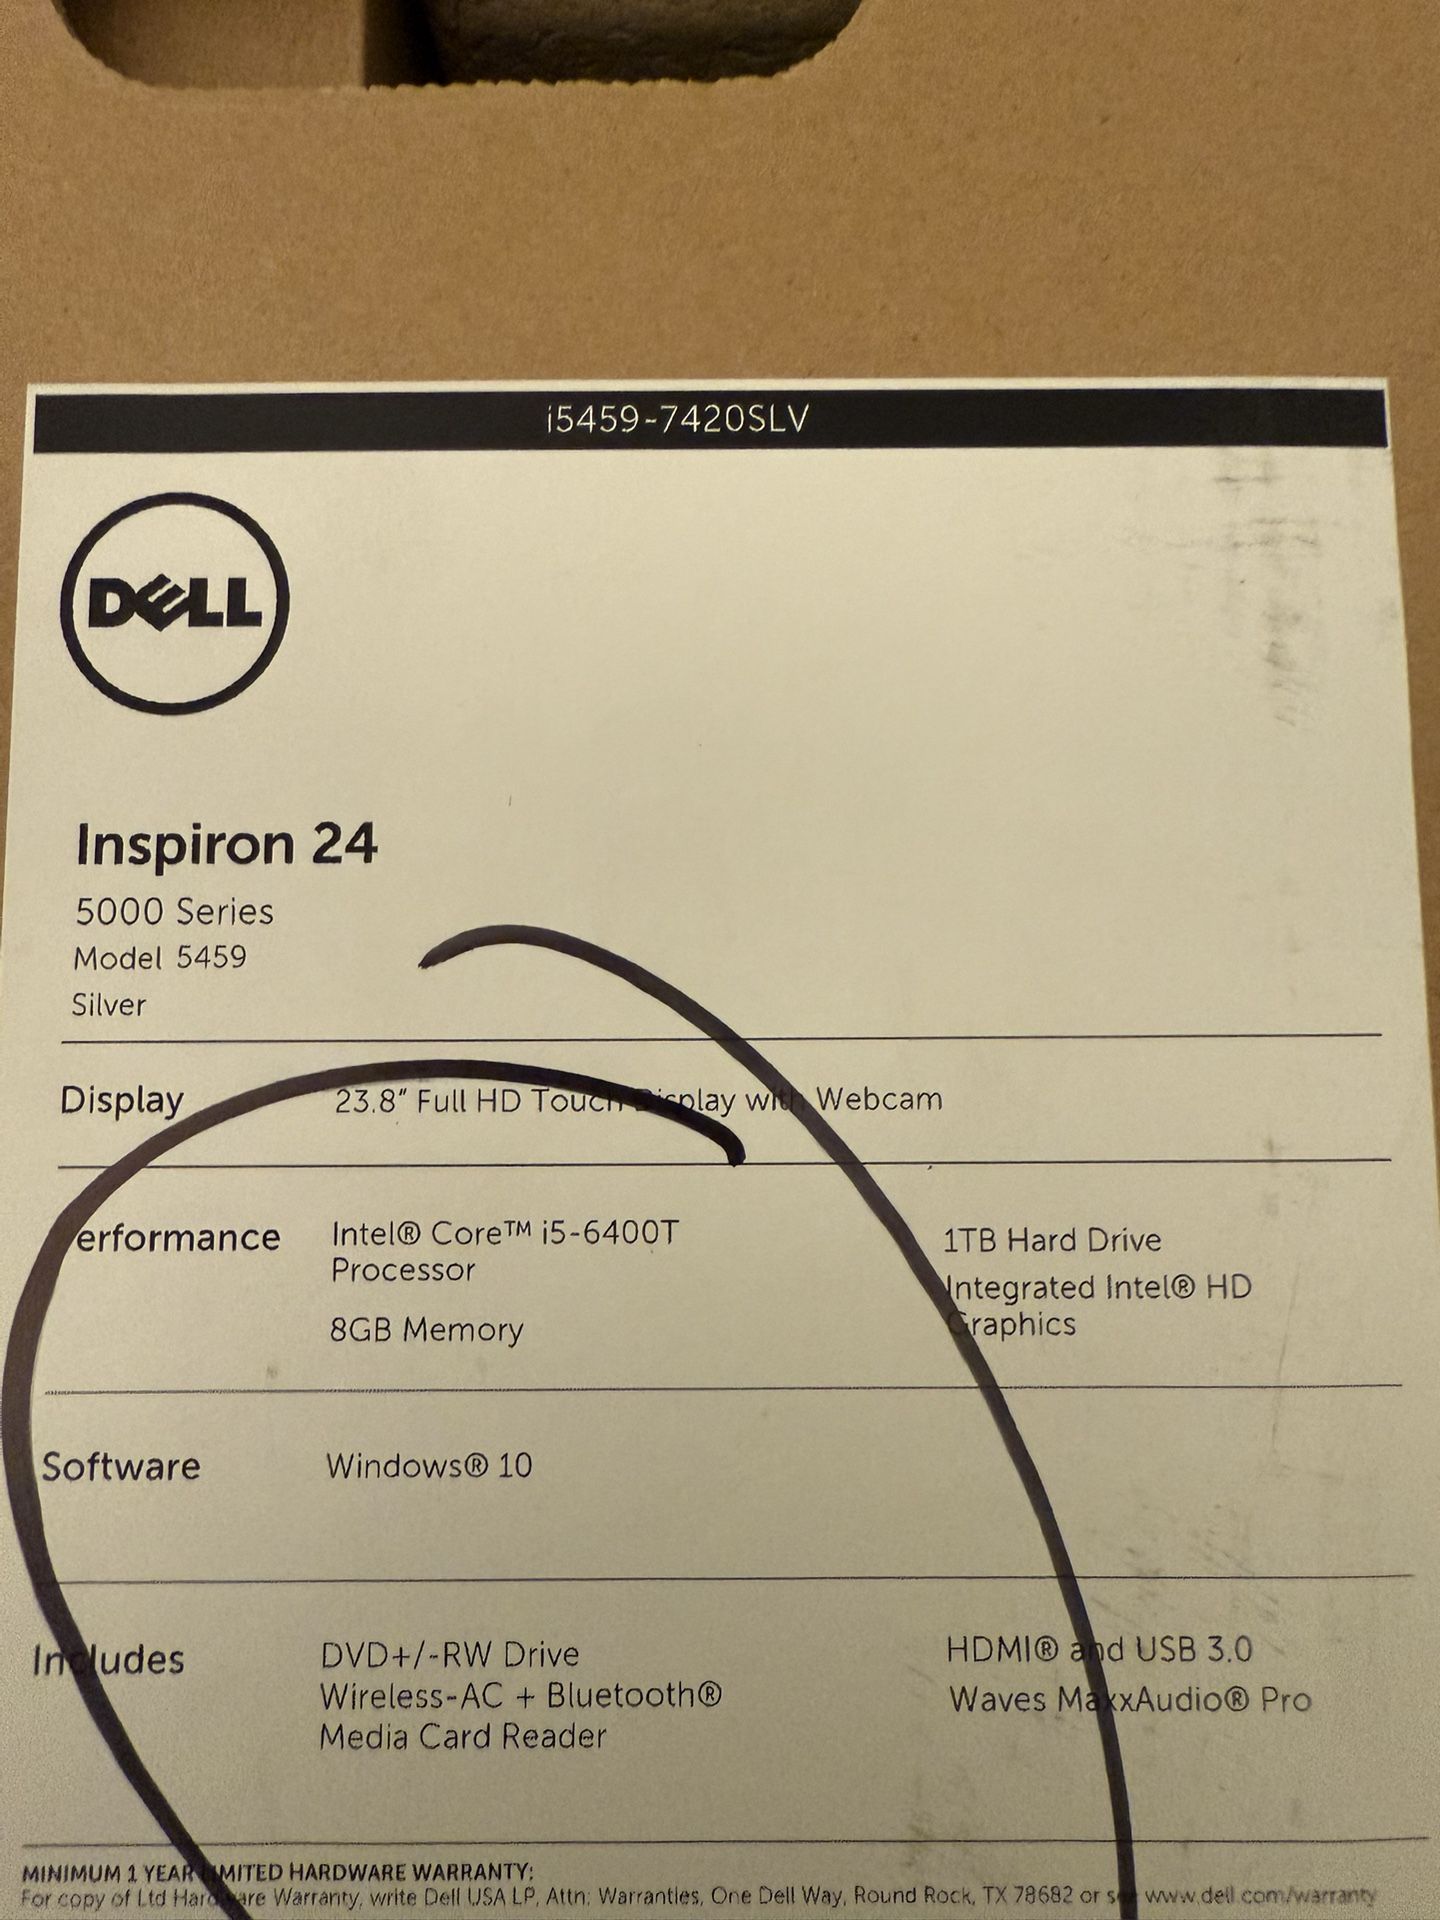 i5459-7420SLV
DELL
Inspiron 24
5000 Series
Model 5459
Silver
Display 23.8" Full HD Touch Display with Webcam
Performance Intel® Core™ i5-6400T Processor
8GB Memory
1TB Hard Drive
Integrated Intel® HD Graphics
Software Windows® 10
Includes DVD+/-RW Drive
Wireless-AC + Bluetooth®
Media Card Reader
HDMI® and USB 3.0
Waves MaxxAudio® Pro
MINIMUM 1 YEAR LIMITED HARDWARE WARRANTY:
For copy of Ltd Hardware Warranty, write Dell USA LP, Attn: Warranties, One Dell Way, Round Rock, TX 78682 or see www.dell.com/warranty